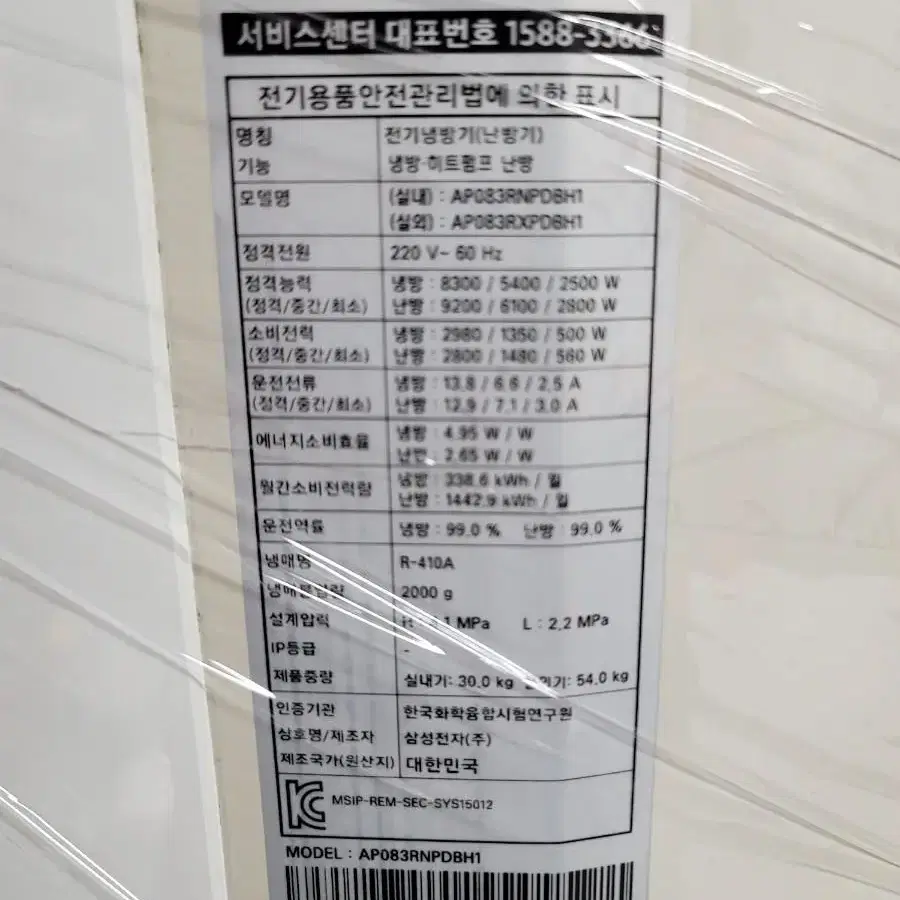 서비스센터 대표번호 1588-3366
전기용품안전관리법에 의한 표시
명칭 전기냉방기(난방기)
기능 냉방·히트펌프 난방
모델명 (실내) : AP083RNPDBH1
(실외) : AP083RXPDBH1
정격전원 220 V~ 60 Hz
정격능력 냉방 : 8300 / 5400 / 2500 W
(정격/중간/최소) 난방 : 9200 / 6100 / 2800 W
소비전력 냉방 : 2980 / 1350 / 500 W
(정격/중간/최소) 난방 : 2800 / 1480 / 560 W
운전전류 냉방 : 13.8 / 6.6 / 2.5 A
(정격/중간/최소) 난방 : 12.9 / 7.1 / 3.0 A
에너지소비효율 냉방 : 4.95 W / W
난방 : 2.65 W / W
월간소비전력량 냉방 : 338.6 kWh / 월
난방 : 1442.9 kWh / 월
운전역률 냉방 : 99.0 % 난방 : 99.0 %
냉매명 R-410A
냉매봉입량 2000 g
설계압력 MPa L : 2.2 MPa
IP등급 -
제품중량 실내기: 30.0 kg 실외기: 54.0 kg
인증기관 한국화학융합시험연구원
상호명/제조자 삼성전자(주)
제조국가(원산지) 대한민국
MSIP-REM-SEC-SYS15012
MODEL : AP083RNPDBH1